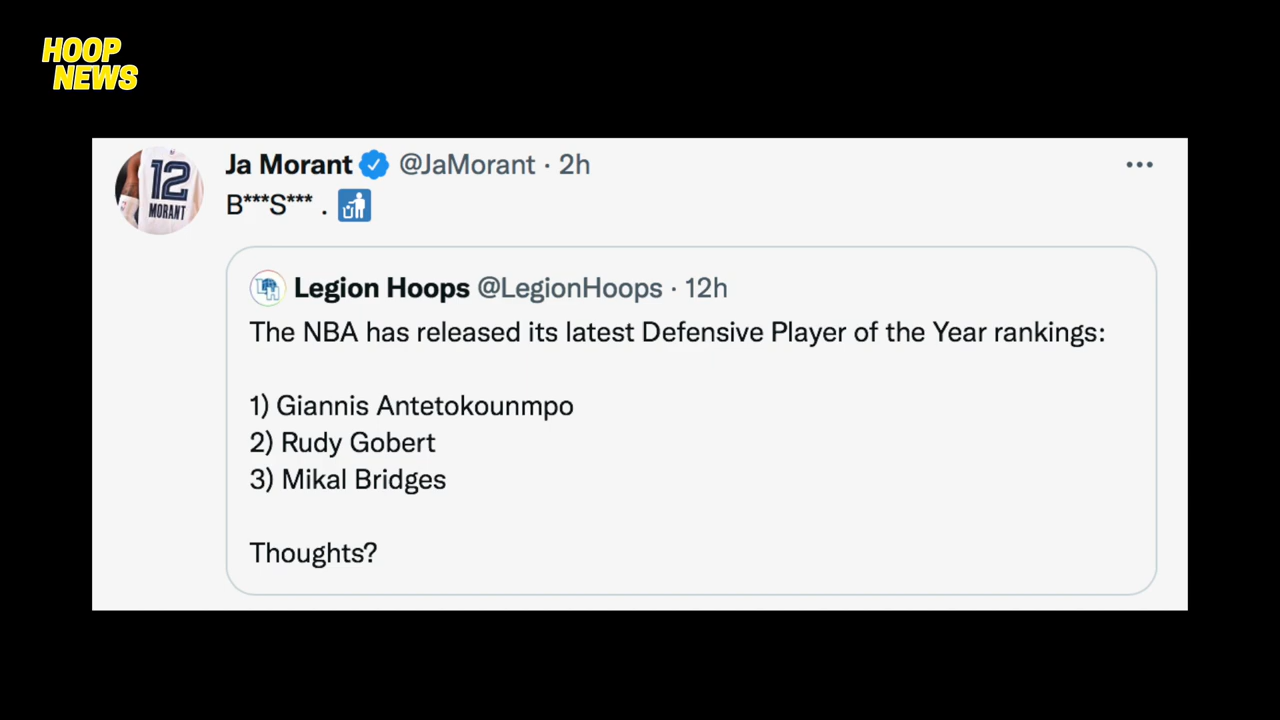 HOOP
NEWS
Ja Morant @JaMorant · 2h
B***S*** .
12
MORANT
Legion Hoops @LegionHoops · 12h
The NBA has released its latest Defensive Player of the Year rankings:
1) Giannis Antetokounmpo
2) Rudy Gobert
3) Mikal Bridges
Thoughts?